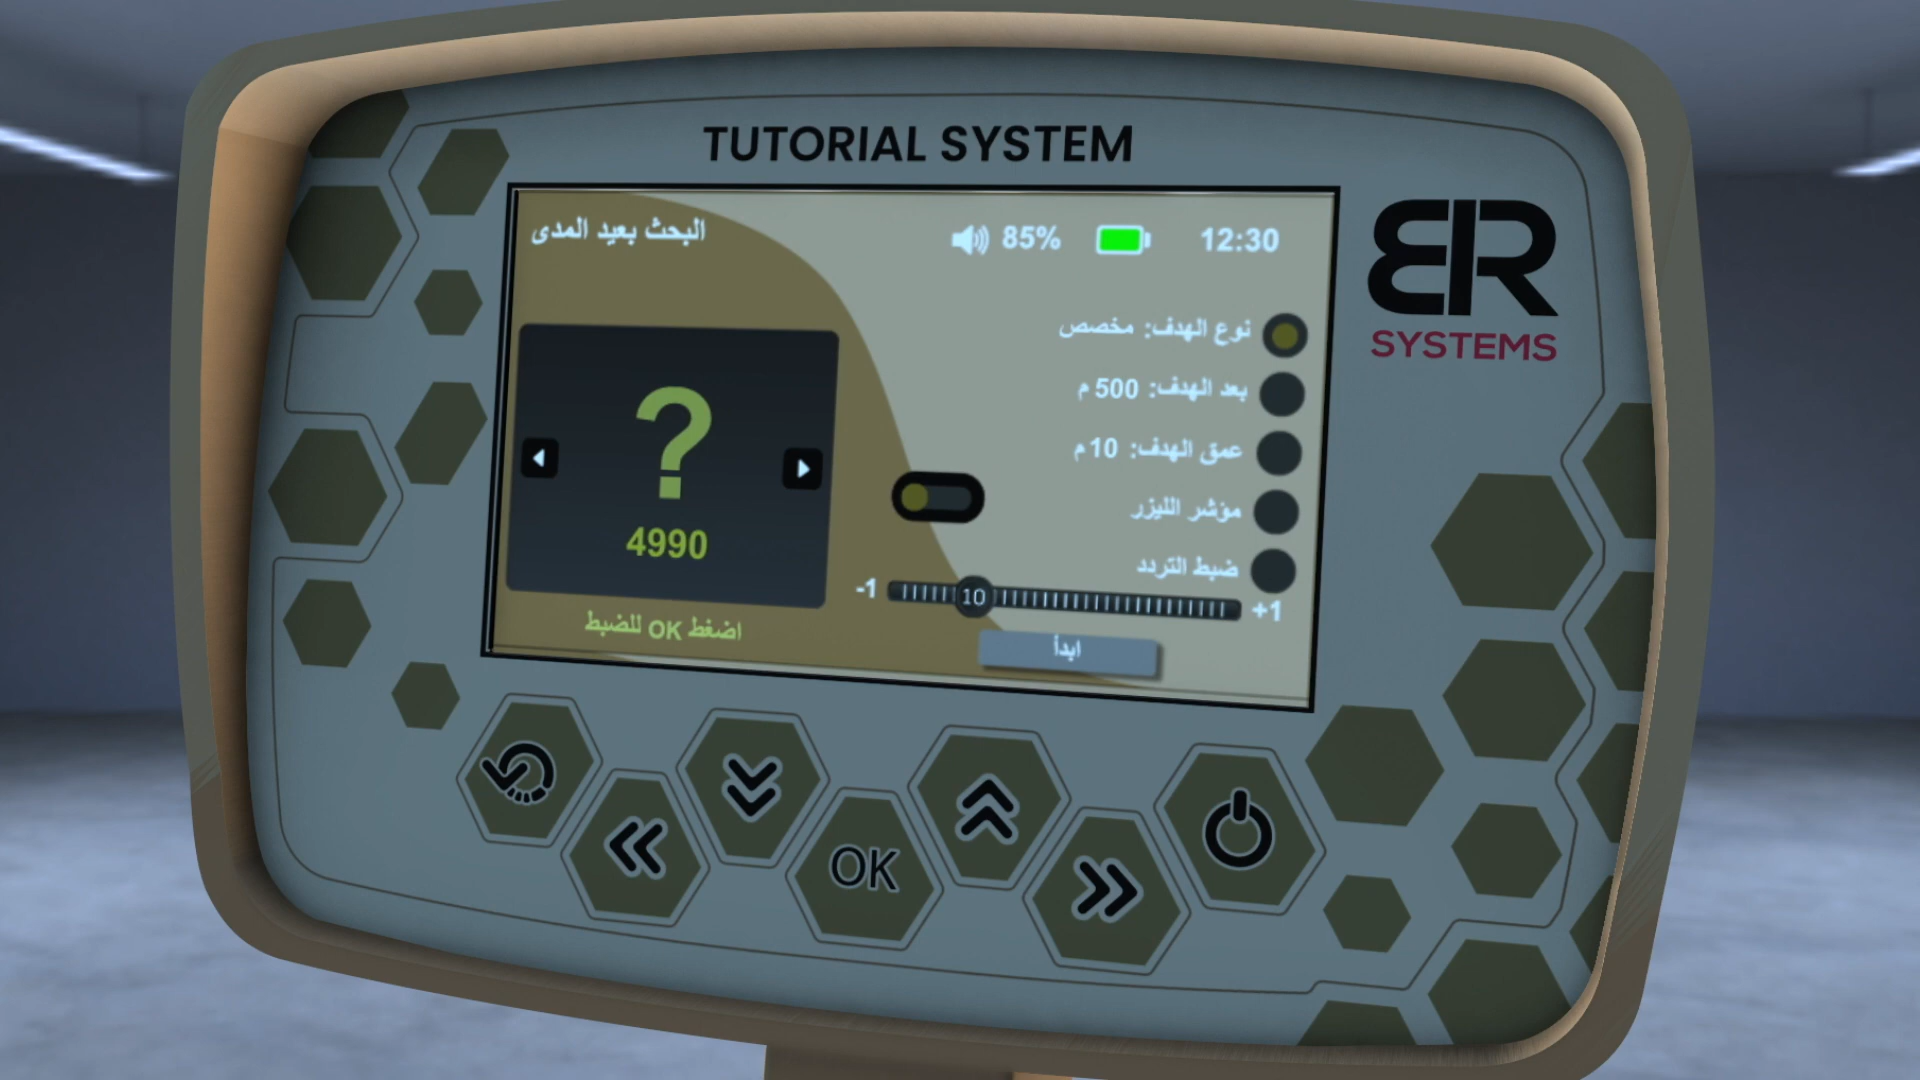 TUTORIAL SYSTEM
البحث بعيد المدى
85%
12:30
BR
SYSTEMS
نوع الهدف: مخصص
بعد الهدف: 500 م
عمق الهدف: 10 م
مؤشر الليزر
ضبط التردد
?
4990
اضغط OK للضبط
-1
10
+1
ابدأ
OK